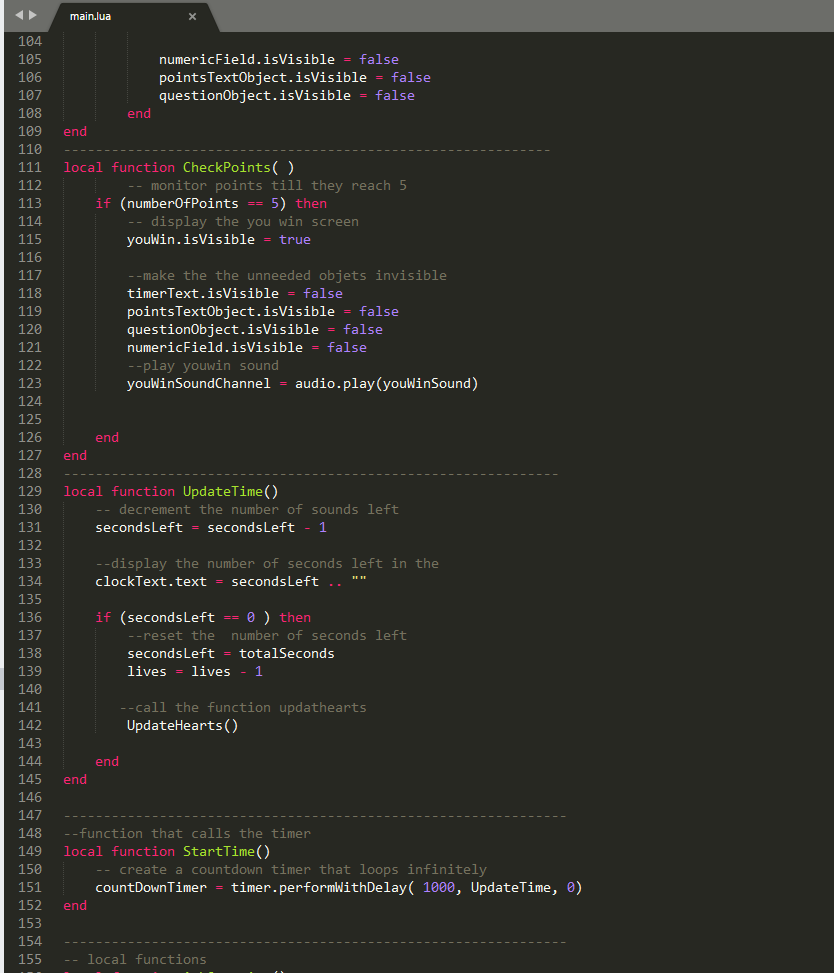 main.lua
104
105 numericField.isVisible = false
106 pointsTextObject.isVisible = false
107 questionObject.isVisible = false
108 end
109 end
110 -------------------------------------------------------------
111 local function CheckPoints( )
112 -- monitor points till they reach 5
113 if (numberOfPoints == 5) then
114 -- display the you win screen
115 youWin.isVisible = true
116
117 --make the the unneeded objets invisible
118 timerText.isVisible = false
119 pointsTextObject.isVisible = false
120 questionObject.isVisible = false
121 numericField.isVisible = false
122 --play youwin sound
123 youWinSoundChannel = audio.play(youWinSound)
124
125
126 end
127 end
128 --------------------------------------------------------------
129 local function UpdateTime()
130 -- decrement the number of sounds left
131 secondsLeft = secondsLeft - 1
132
133 --display the number of seconds left in the
134 clockText.text = secondsLeft .. ""
135
136 if (secondsLeft == 0 ) then
137 --reset the  number of seconds left
138 secondsLeft = totalSeconds
139 lives = lives - 1
140
141 --call the function updathearts
142 UpdateHearts()
143
144 end
145 end
146
147 ---------------------------------------------------------------
148 --function that calls the timer
149 local function StartTime()
150 -- create a countdown timer that loops infinitely
151 countDownTimer = timer.performWithDelay( 1000, UpdateTime, 0)
152 end
153
154 ---------------------------------------------------------------
155 -- local functions